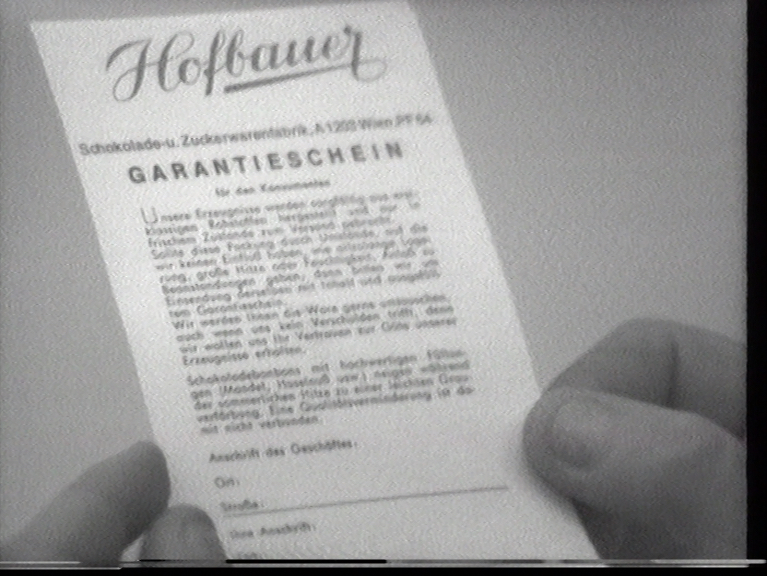 Hofbauer
Schokolade-u. Zuckerwarenfabrik, A 1203 Wien, PF 64
GARANTIESCHEIN
für den Konsumenten
Unsere Erzeugnisse werden sorgfältig aus erst-
klassigen Rohstoffen hergestellt und nur in
frischem Zustande zum Versand gebracht.
Sollte diese Packung durch Umstände, auf die
wir keinen Einfluß haben, wie allzulange Lage-
rung, große Hitze oder Feuchtigkeit, Anlaß zu
Beanstandungen geben, dann bitten wir um
Einsendung derselben mit Inhalt und ausgefüll-
tem Garantieschein.
Wir werden Ihnen die Ware gerne umtauschen,
auch wenn uns kein Verschulden trifft, denn
wir wollen uns Ihr Vertrauen zur Güte unserer
Erzeugnisse erhalten.
Schokoladebonbons mit hochwertigen Füllun-
gen (Mandel, Haselnuß usw.) neigen während
der sommerlichen Hitze zu einer leichten Grau-
verfärbung. Eine Qualitätsverminderung ist da-
mit nicht verbunden.
Anschrift des Geschäftes:
Ort:
Straße:
Ihre Anschrift: